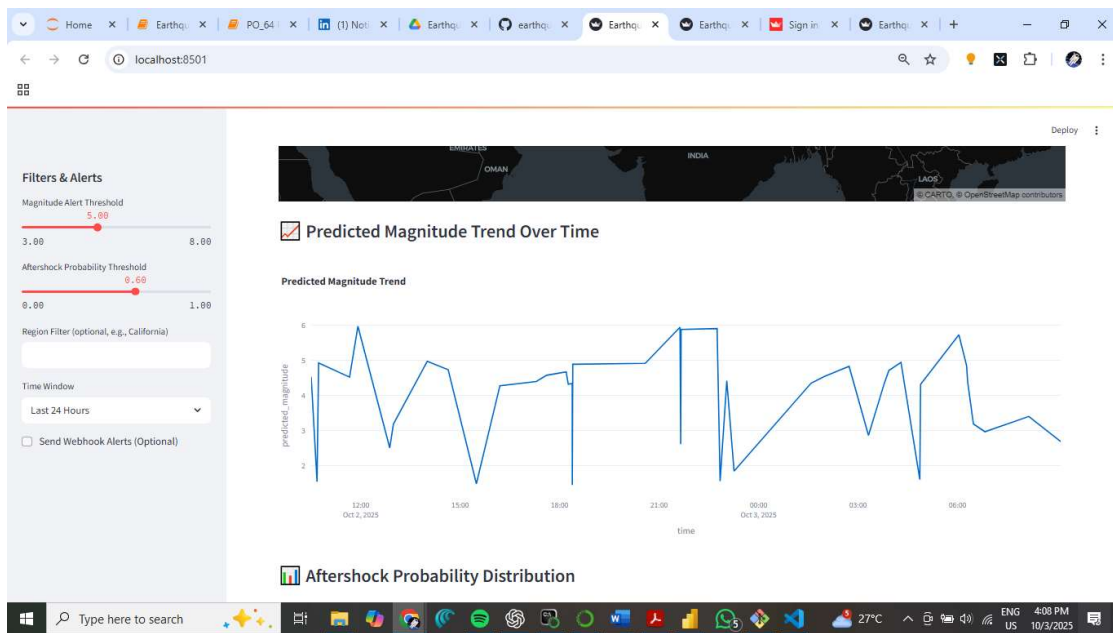 Home
Earthqu
PO_64
(1) Noti
Earthqu
earthqu
Earthqu
Earthqu
Sign in
Earthqu
localhost:8501
Deploy
EMIRATES
OMAN
INDIA
LAOS
© CARTO, © OpenStreetMap contributors
Filters & Alerts
Magnitude Alert Threshold
5.00
3.00 8.00
Aftershock Probability Threshold
0.60
0.00 1.00
Region Filter (optional, e.g., California)
Time Window
Last 24 Hours
Send Webhook Alerts (Optional)
Predicted Magnitude Trend Over Time
Predicted Magnitude Trend
predicted_magnitude
6
5
4
3
2
12:00 15:00 18:00 21:00 00:00 03:00 06:00
Oct 2, 2025 Oct 3, 2025
time
Aftershock Probability Distribution
Type here to search
5
27°C
ENG
US
4:08 PM
10/3/2025